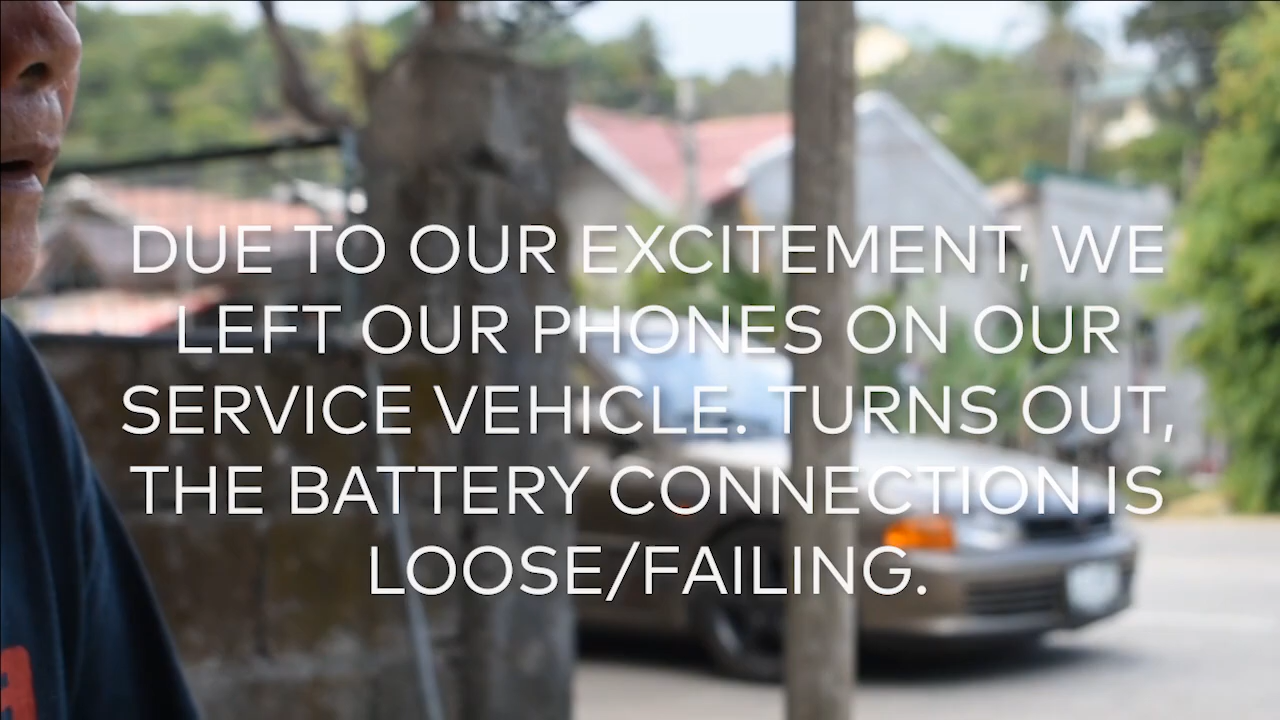 DUE TO OUR EXCITEMENT, WE
LEFT OUR PHONES ON OUR
SERVICE VEHICLE. TURNS OUT,
THE BATTERY CONNECTION IS
LOOSE/FAILING.